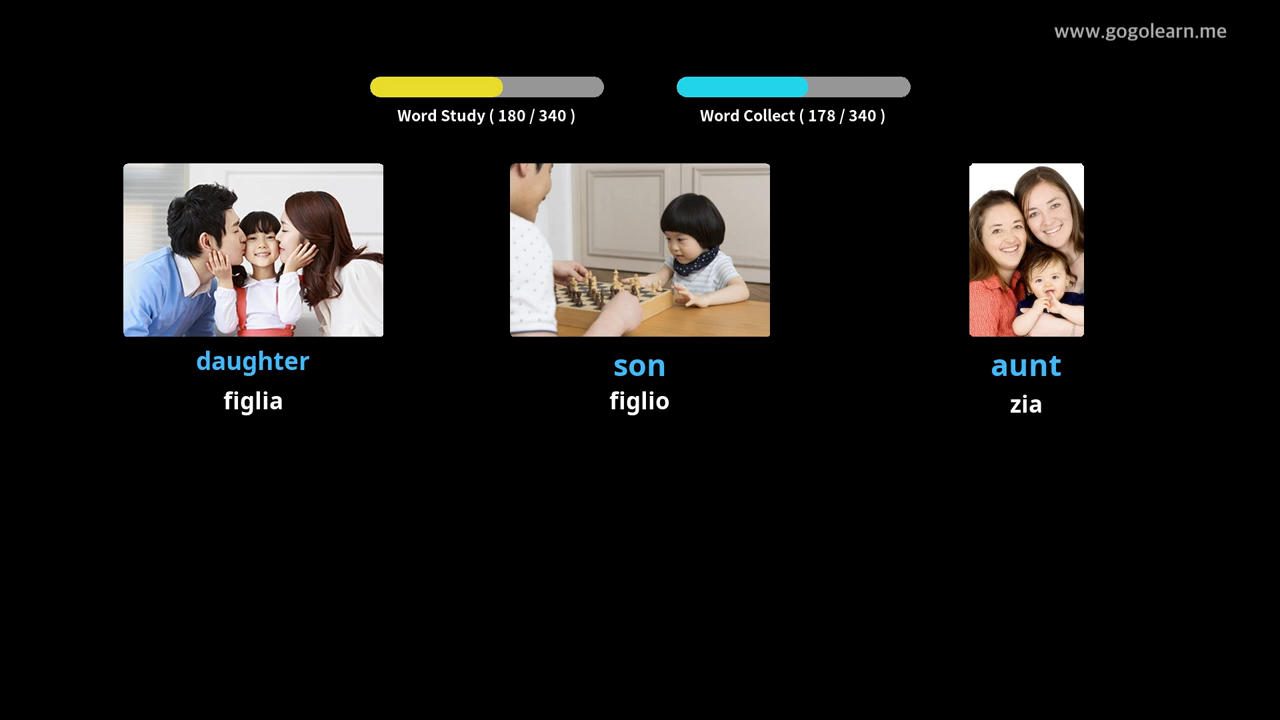 www.gogolearn.me
Word Study ( 180 / 340 )
Word Collect ( 178 / 340 )
daughter
figlia
son
figlio
aunt
zia